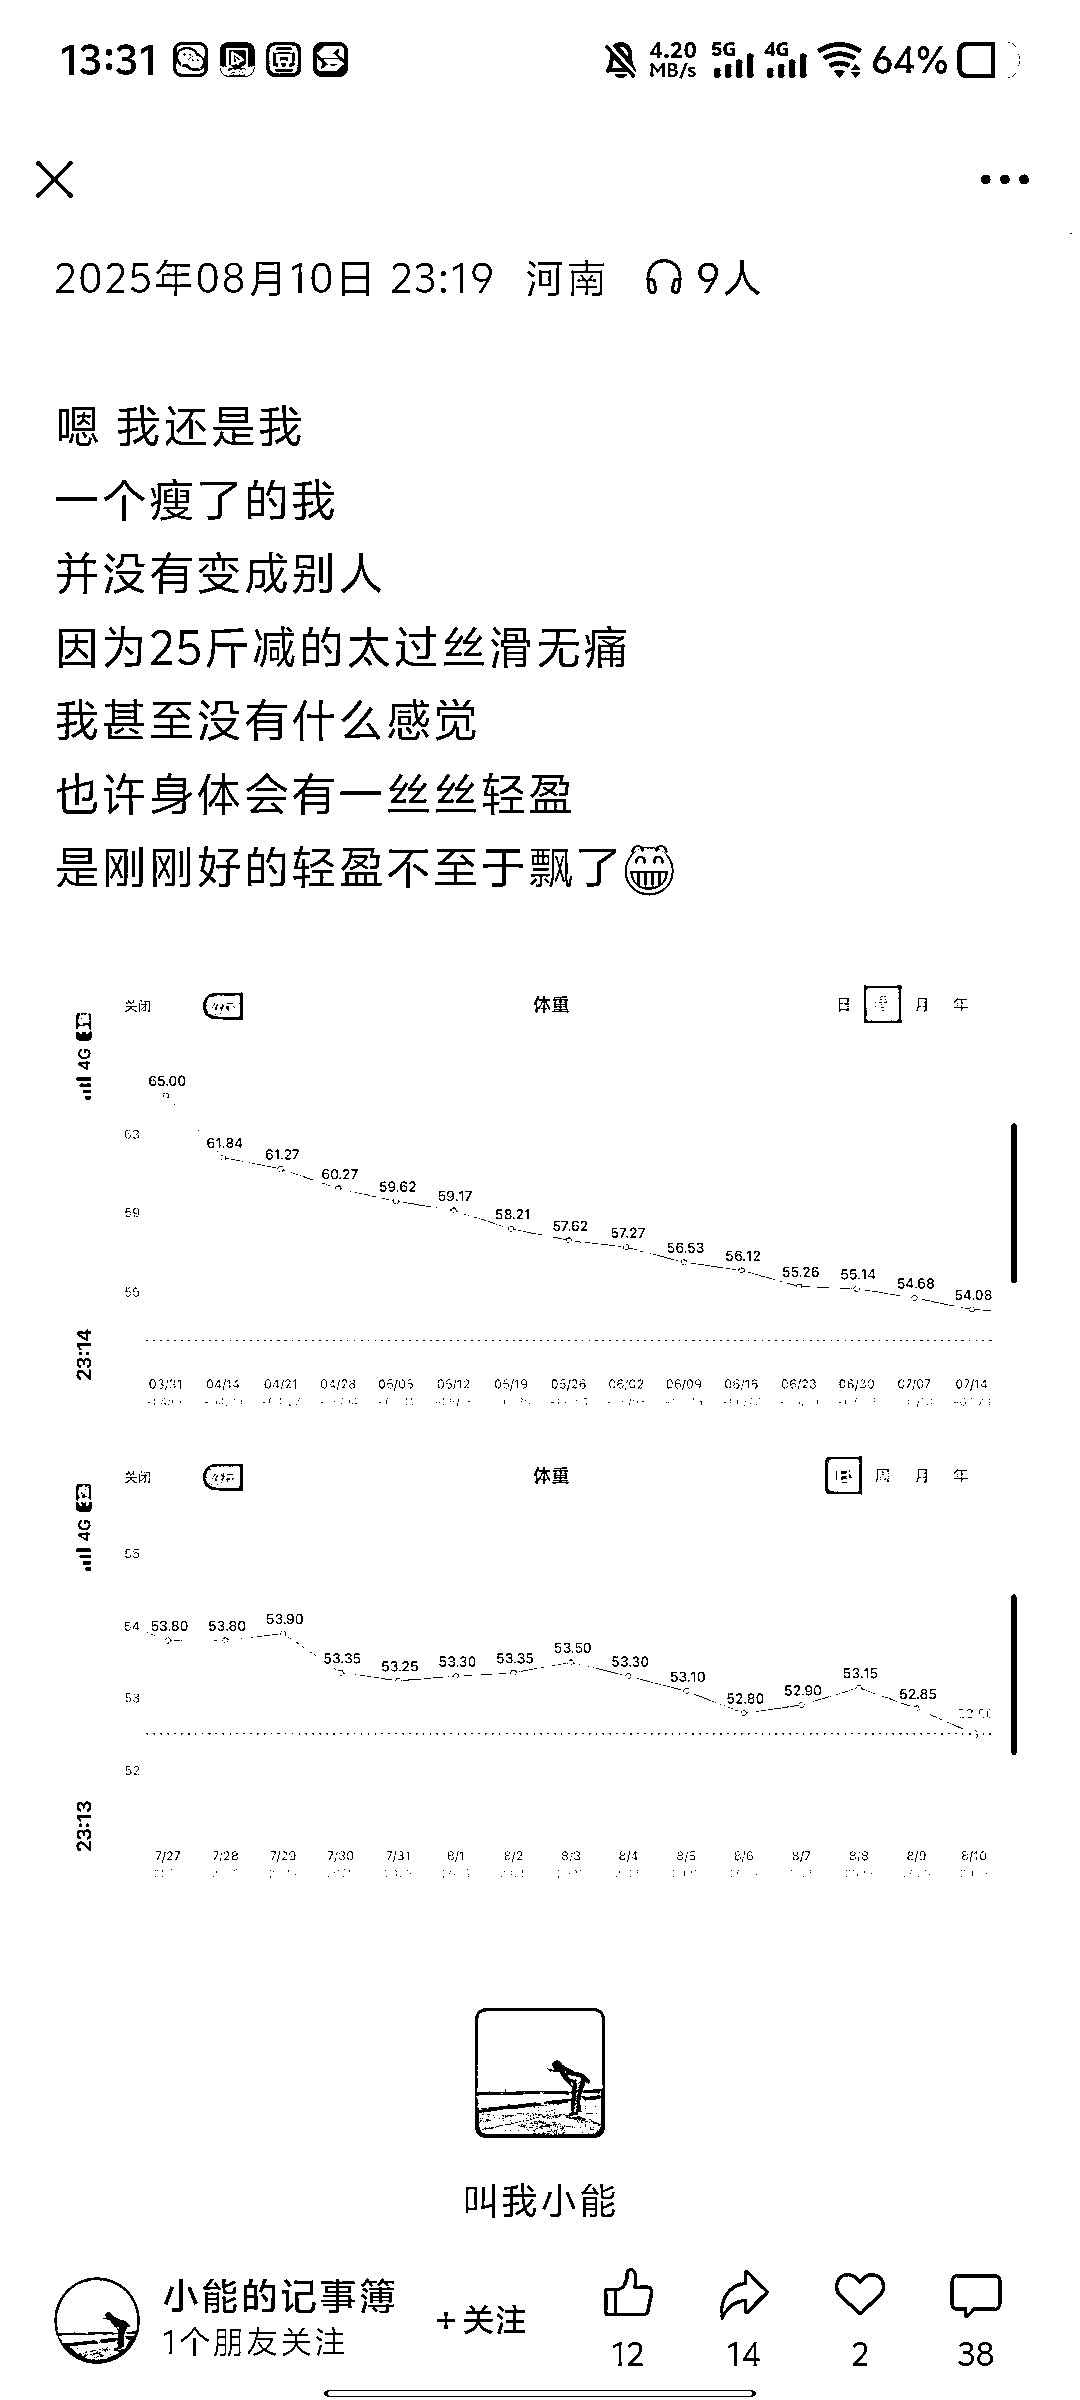 13:31 4.20 MB/s 5G 4G 64%
2025年08月10日 23:19 河南 9人
嗯 我还是我
一个瘦了的我
并没有变成别人
因为25斤减的太过丝滑无痛
我甚至没有什么感觉
也许身体会有一丝丝轻盈
是刚刚好的轻盈不至于飘了😁
关闭 体重 日 月 年
4G
65.00
63
61.84
61.27
60.27
59.62
59.17
59
58.21
57.62
57.27
56.53
56.12
55.26
55.14
54.68
54.08
55
23:14
03/31 04/14 04/21 04/28 05/05 05/12 05/19 05/26 06/02 06/09 06/16 06/23 06/30 07/07 07/14
关闭 体重 日 周 月 年
4G
55
54 53.80 53.80 53.90 53.35 53.25 53.30 53.35 53.50 53.30 53.10 52.80 52.90 53.15 52.85
53
52
23:13
7/27 7/28 7/29 7/30 7/31 8/1 8/2 8/3 8/4 8/5 8/6 8/7 8/8 8/9 8/10
叫我小能
小能的记事簿
1个朋友关注
+关注
12 14 2 38